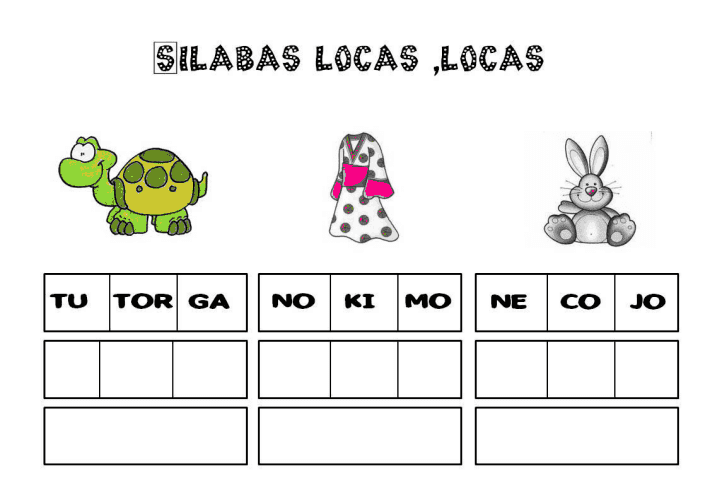 SILABAS LOCAS ,LOCAS
TU TOR GA NO KI MO NE CO JO